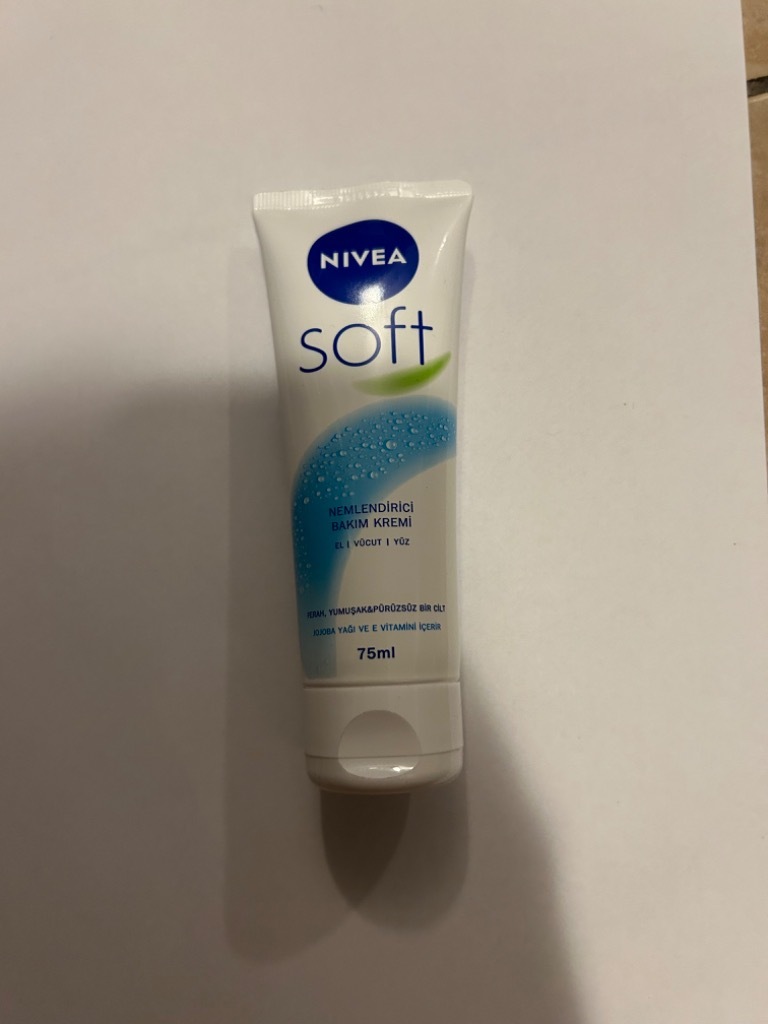 NIVEA
soft
NEMLENDİRİCİ
BAKIM KREMİ
EL | VÜCUT | YÜZ
FERAH, YUMUŞAK&PÜRÜZSÜZ BİR CİLT
JOJOBA YAĞI VE E VİTAMİNİ İÇERİR
75ml